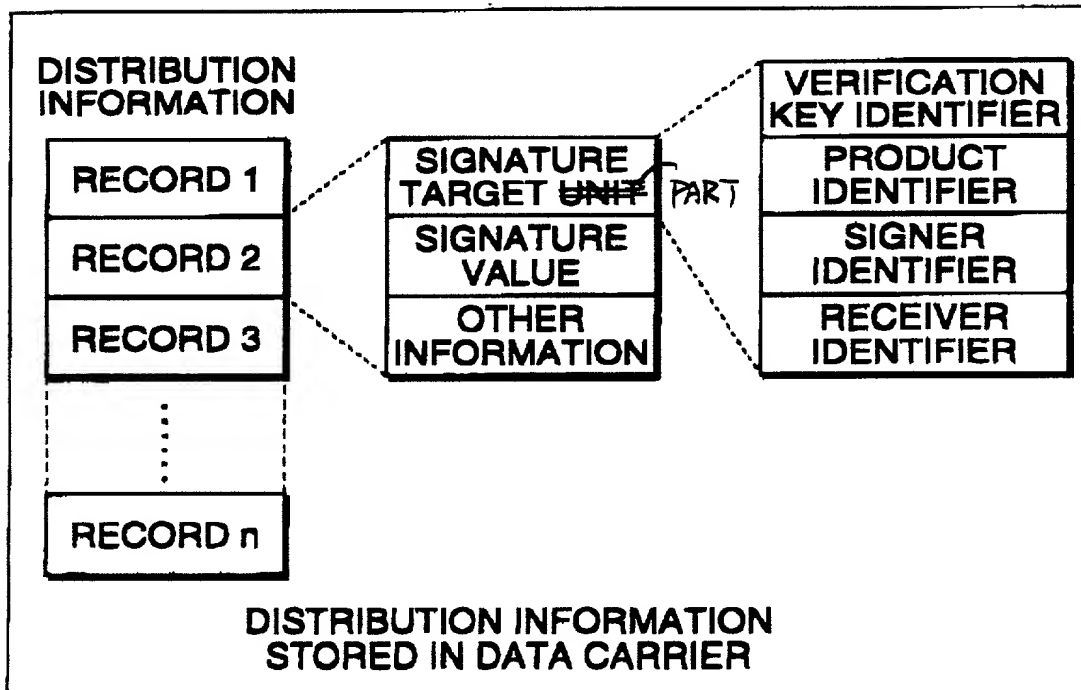 DISTRIBUTION
INFORMATION
RECORD 1
RECORD 2
RECORD 3
RECORD n
SIGNATURE
TARGET UNIT PART
SIGNATURE
VALUE
OTHER
INFORMATION
VERIFICATION
KEY IDENTIFIER
PRODUCT
IDENTIFIER
SIGNER
IDENTIFIER
RECEIVER
IDENTIFIER
DISTRIBUTION INFORMATION
STORED IN DATA CARRIER